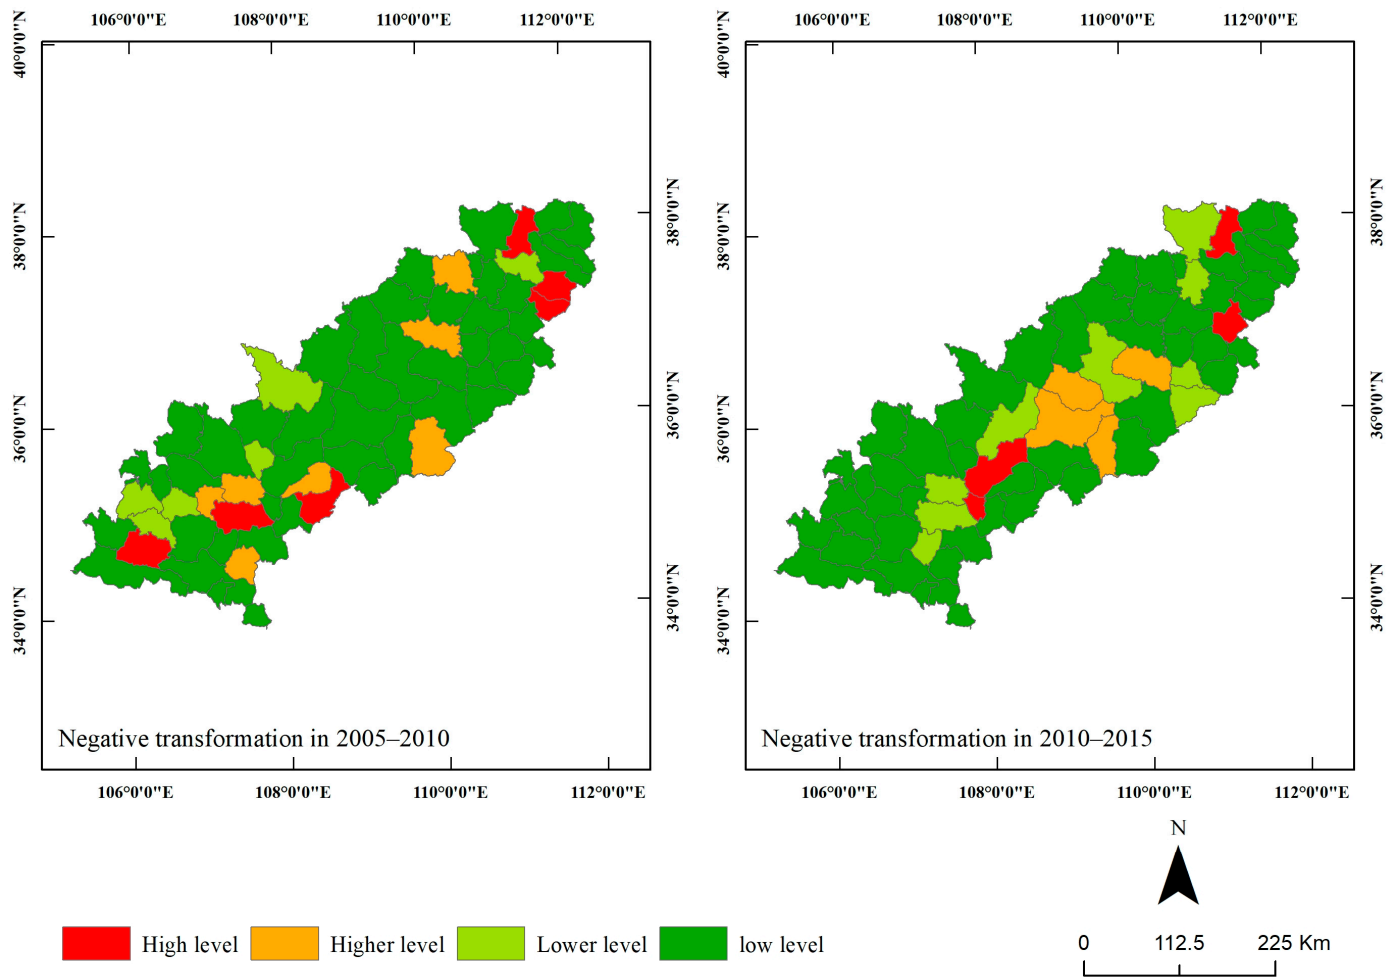 106°0'0"E 108°0'0"E 110°0'0"E 112°0'0"E
106°0'0"E 108°0'0"E 110°0'0"E 112°0'0"E
40°0'0"N
40°0'0"N
38°0'0"N
38°0'0"N
38°0'0"N
38°0'0"N
36°0'0"N
36°0'0"N
36°0'0"N
36°0'0"N
34°0'0"N
34°0'0"N
34°0'0"N
34°0'0"N
Negative transformation in 2005–2010
Negative transformation in 2010–2015
106°0'0"E 108°0'0"E 110°0'0"E 112°0'0"E
106°0'0"E 108°0'0"E 110°0'0"E 112°0'0"E
N
High level Higher level Lower level low level
0 112.5 225 Km